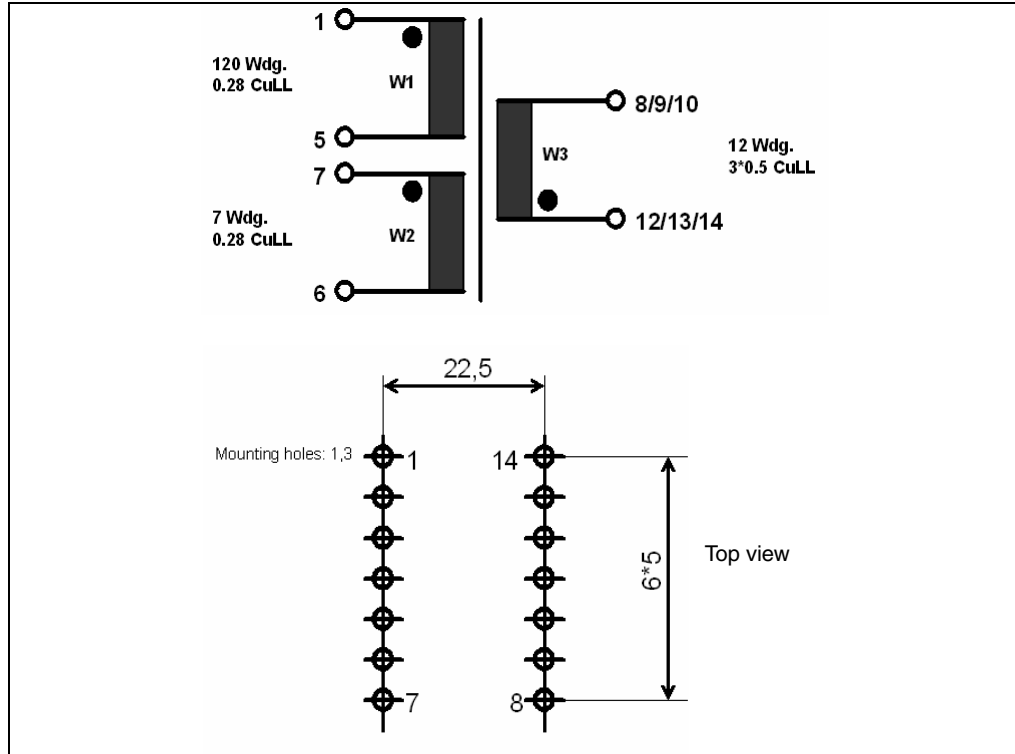 1
120 Wdg.
0.28 CuLL
W1
5
7
7 Wdg.
0.28 CuLL
W2
6
8/9/10
W3
12 Wdg.
3*0.5 CuLL
12/13/14
22,5
Mounting holes: 1,3
1
14
6*5
Top view
7
8